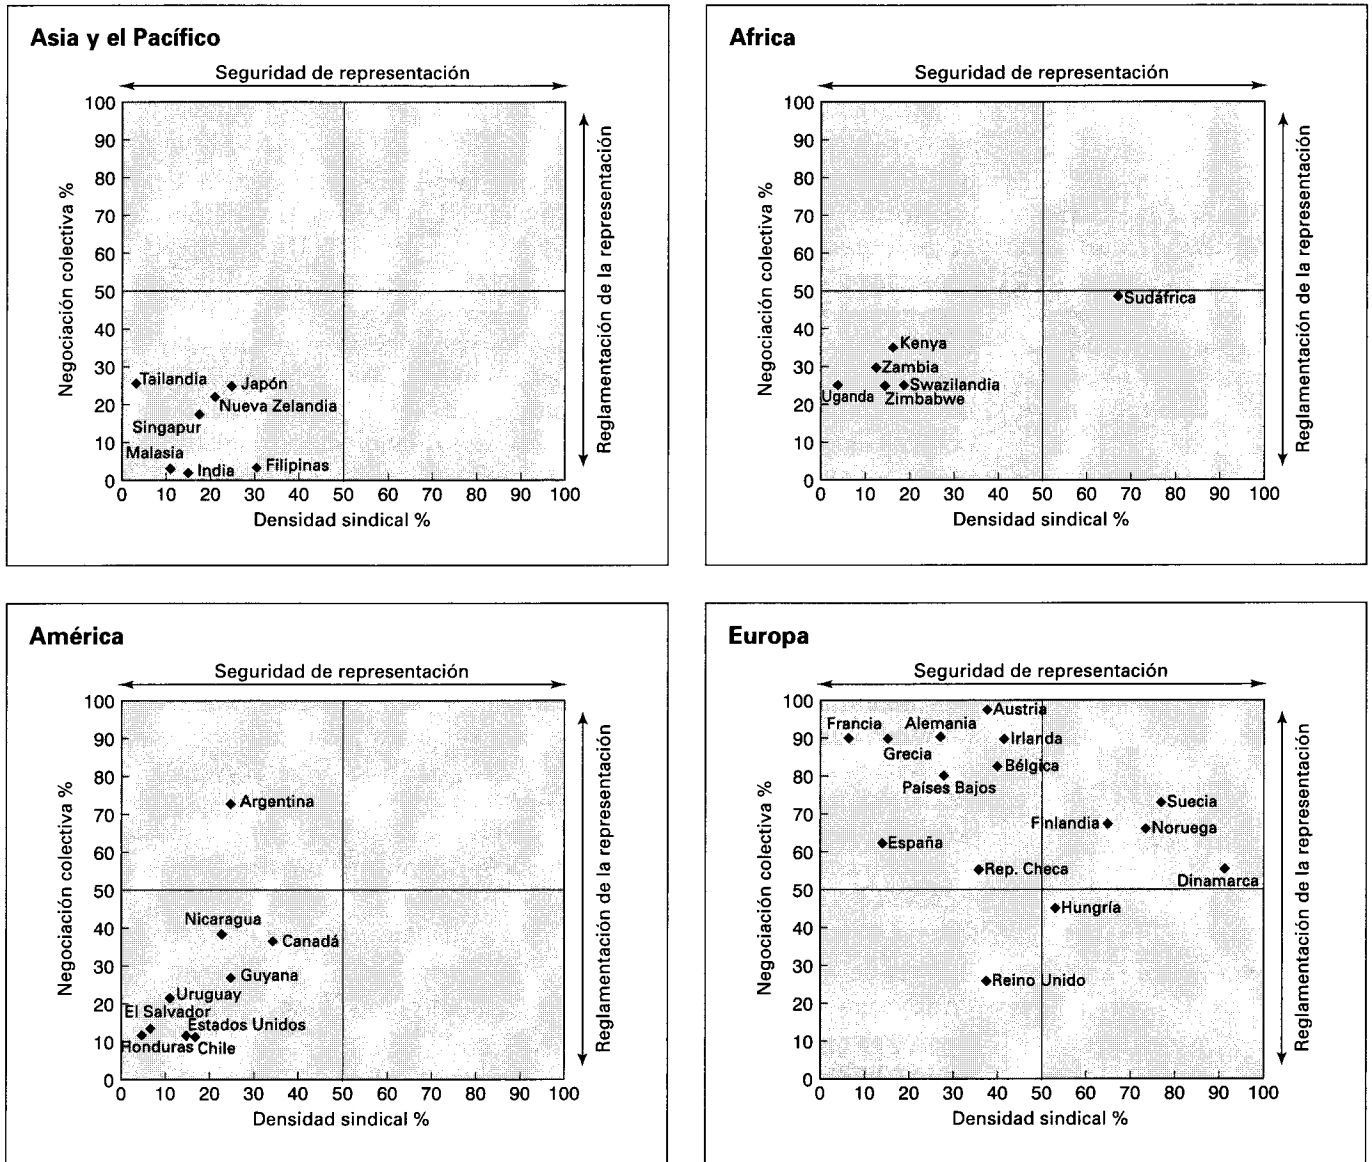 Asia y el Pacífico
Seguridad de representación
100
90
80
70
60
50
40
30
20
10
0
Negociación colectiva %
Reglamentación de la representación
Tailandia
Japón
Nueva Zelandia
Singapur
Malasia
India
Filipinas
0 10 20 30 40 50 60 70 80 90 100
Densidad sindical %
Africa
Seguridad de representación
100
90
80
70
60
50
40
30
20
10
0
Negociación colectiva %
Reglamentación de la representación
Sudáfrica
Kenya
Zambia
Swazilandia
Uganda
Zimbabwe
0 10 20 30 40 50 60 70 80 90 100
Densidad sindical %
América
Seguridad de representación
100
90
80
70
60
50
40
30
20
10
0
Negociación colectiva %
Reglamentación de la representación
Argentina
Nicaragua
Canadá
Guyana
Uruguay
El Salvador
Estados Unidos
Honduras
Chile
0 10 20 30 40 50 60 70 80 90 100
Densidad sindical %
Europa
Seguridad de representación
100
90
80
70
60
50
40
30
20
10
0
Negociación colectiva %
Reglamentación de la representación
Austria
Francia
Alemania
Irlanda
Grecia
Bélgica
Países Bajos
Suecia
Finlandia
Noruega
España
Rep. Checa
Dinamarca
Hungría
Reino Unido
0 10 20 30 40 50 60 70 80 90 100
Densidad sindical %